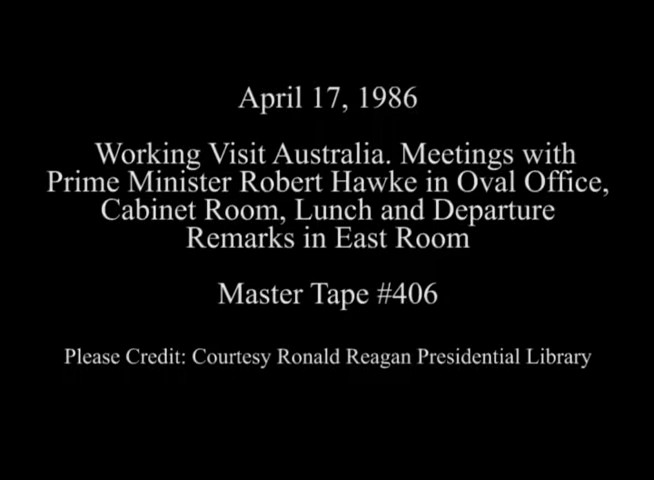 April 17, 1986
Working Visit Australia. Meetings with
Prime Minister Robert Hawke in Oval Office,
Cabinet Room, Lunch and Departure
Remarks in East Room
Master Tape #406
Please Credit: Courtesy Ronald Reagan Presidential Library